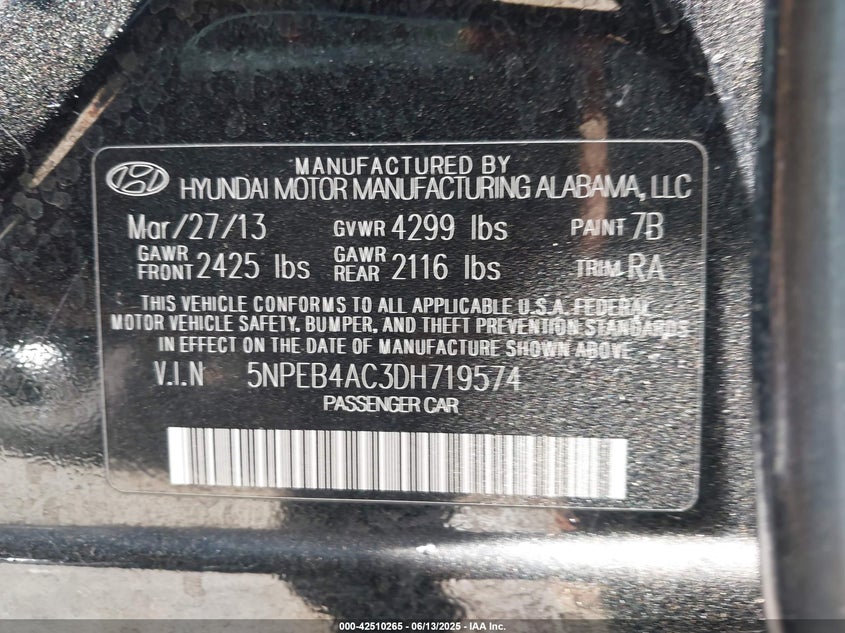 MANUFACTURED BY
HYUNDAI MOTOR MANUFACTURING ALABAMA, LLC
Mar/27/13 GVWR 4299 lbs PAINT 7B
GAWR FRONT 2425 lbs GAWR REAR 2116 lbs TRIM RA
THIS VEHICLE CONFORMS TO ALL APPLICABLE U.S.A. FEDERAL
MOTOR VEHICLE SAFETY, BUMPER, AND THEFT PREVENTION STANDARDS
IN EFFECT ON THE DATE OF MANUFACTURE SHOWN ABOVE.
V.I.N 5NPEB4AC3DH719574
PASSENGER CAR
000-42510265 - 06/13/2025 - IAA Inc.